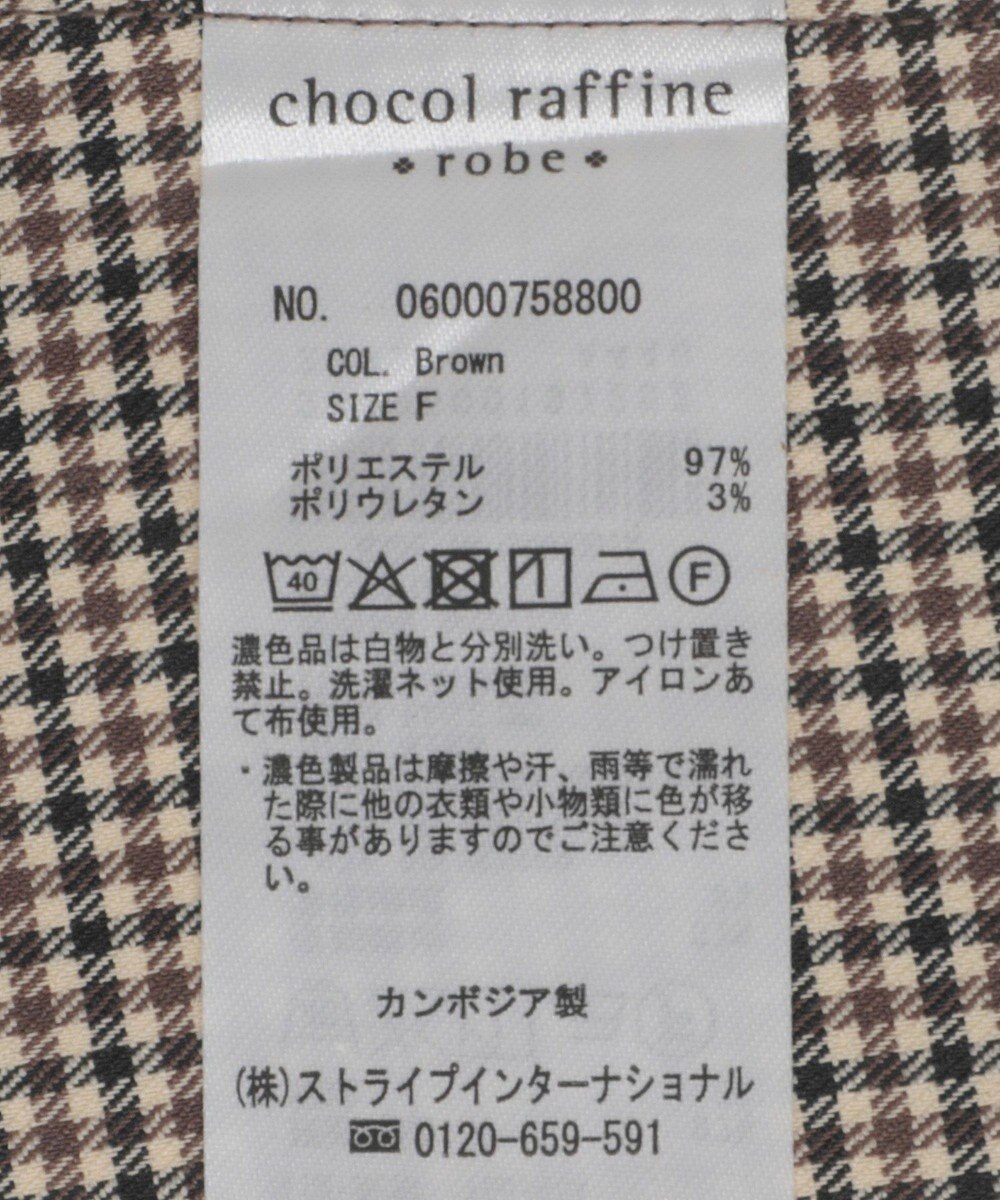 chocol raffine
robe
NO. 06000758800
COL. Brown
SIZE F
ポリエステル 97%
ポリウレタン 3%
40 F
濃色品は白物と分別洗い。つけ置き
禁止。洗濯ネット使用。アイロンあ
て布使用。
・濃色製品は摩擦や汗、雨等で濡れ
た際に他の衣類や小物類に色が移
る事がありますのでご注意くださ
い。
カンボジア製
(株)ストライプインターナショナル
0120-659-591